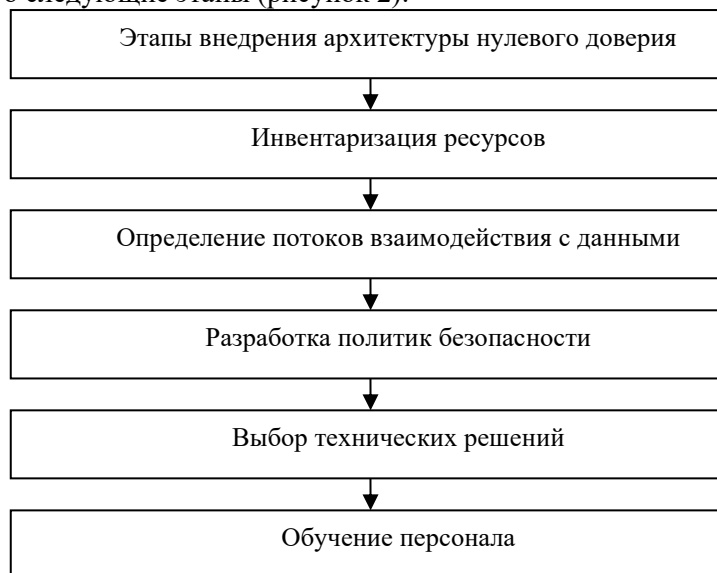 следующие этапы (рисунок 2):
Этапы внедрения архитектуры нулевого доверия
Инвентаризация ресурсов
Определение потоков взаимодействия с данными
Разработка политик безопасности
Выбор технических решений
Обучение персонала